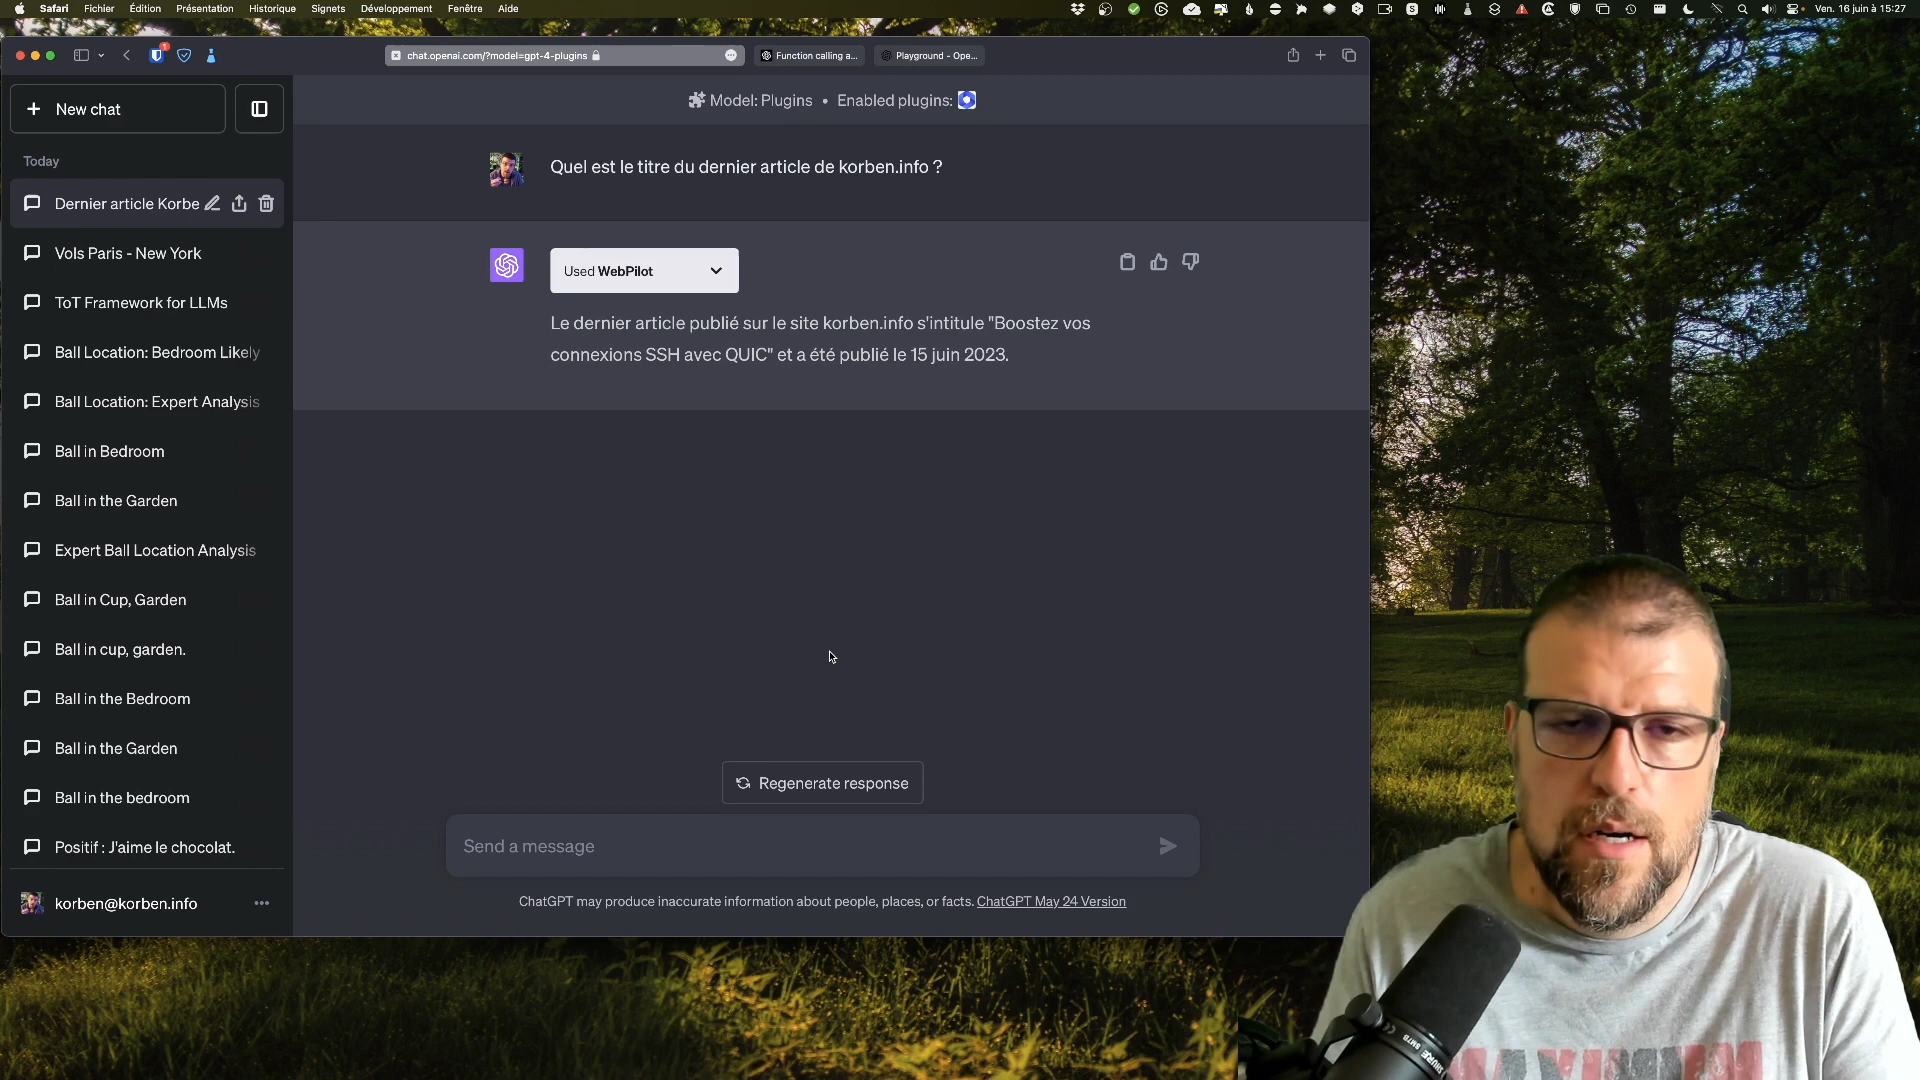 Safari Fichier Édition Présentation Historique Signets Développement Fenêtre Aide
Ven. 16 juin à 15:27
chat.openai.com/?model=gpt-4-plugins
Function calling a...
Playground - Ope...
1
New chat
Model: Plugins • Enabled plugins:
Today
Quel est le titre du dernier article de korben.info ?
Dernier article Korbe
Vols Paris - New York
ToT Framework for LLMs
Ball Location: Bedroom Likely
Ball Location: Expert Analysis
Ball in Bedroom
Ball in the Garden
Expert Ball Location Analysis
Ball in Cup, Garden
Ball in cup, garden.
Ball in the Bedroom
Ball in the Garden
Ball in the bedroom
Positif : J'aime le chocolat.
korben@korben.info
Used WebPilot
Le dernier article publié sur le site korben.info s'intitule "Boostez vos
connexions SSH avec QUIC" et a été publié le 15 juin 2023.
Regenerate response
Send a message
ChatGPT may produce inaccurate information about people, places, or facts. ChatGPT May 24 Version
SHURE SM7B